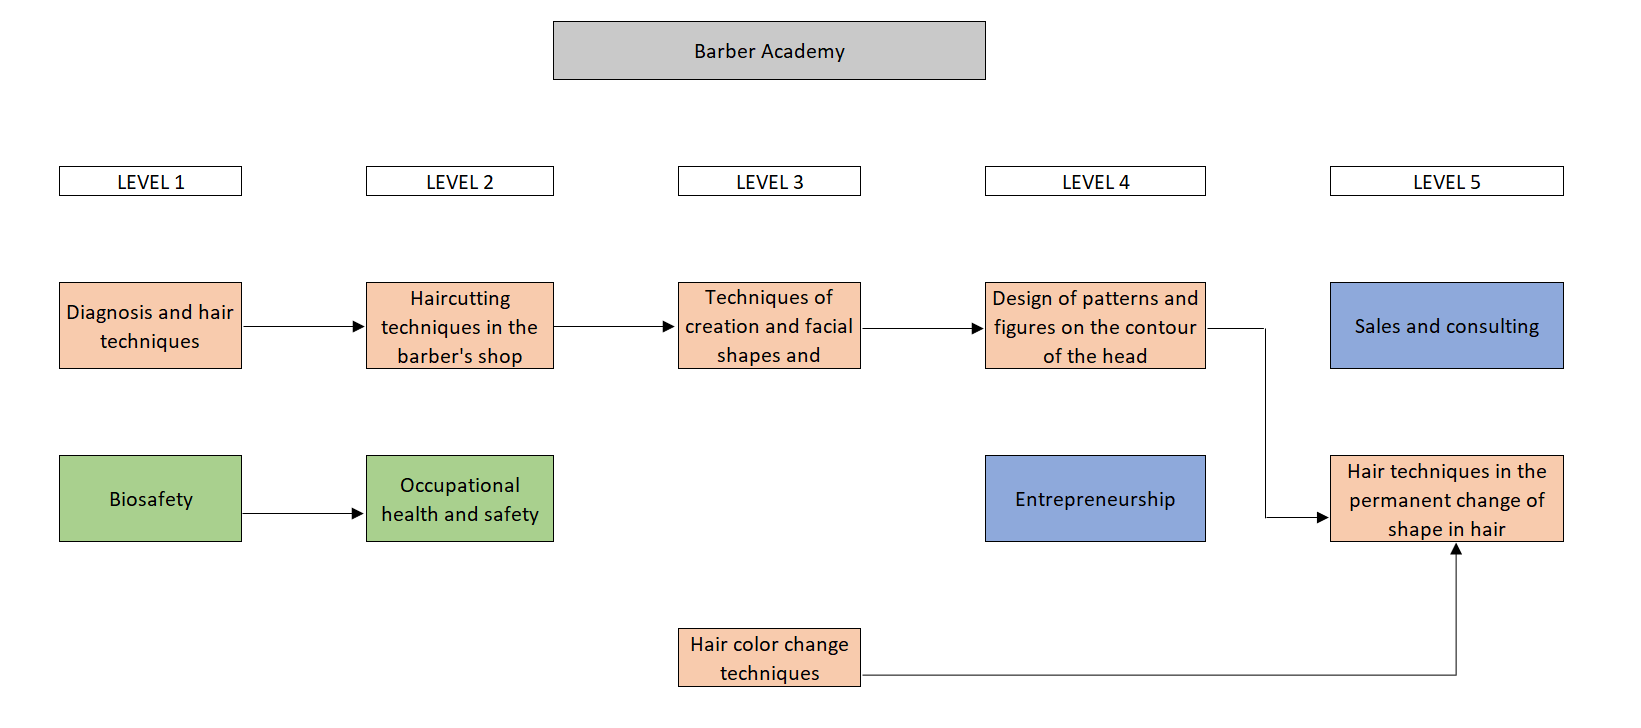 Barber Academy
LEVEL 1
LEVEL 2
LEVEL 3
LEVEL 4
LEVEL 5
Diagnosis and hair
techniques
Haircutting
techniques in the
barber's shop
Techniques of
creation and facial
shapes and
Design of patterns and
figures on the contour
of the head
Sales and consulting
Biosafety
Occupational
health and safety
Entrepreneurship
Hair techniques in the
permanent change of
shape in hair
Hair color change
techniques